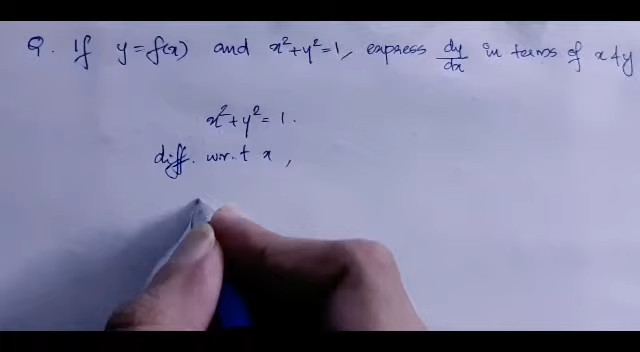 Q. If y=f(x) and x²+y²=1, express dy/dx in terms of x & y
x²+y²=1.
diff. w.r.t x,